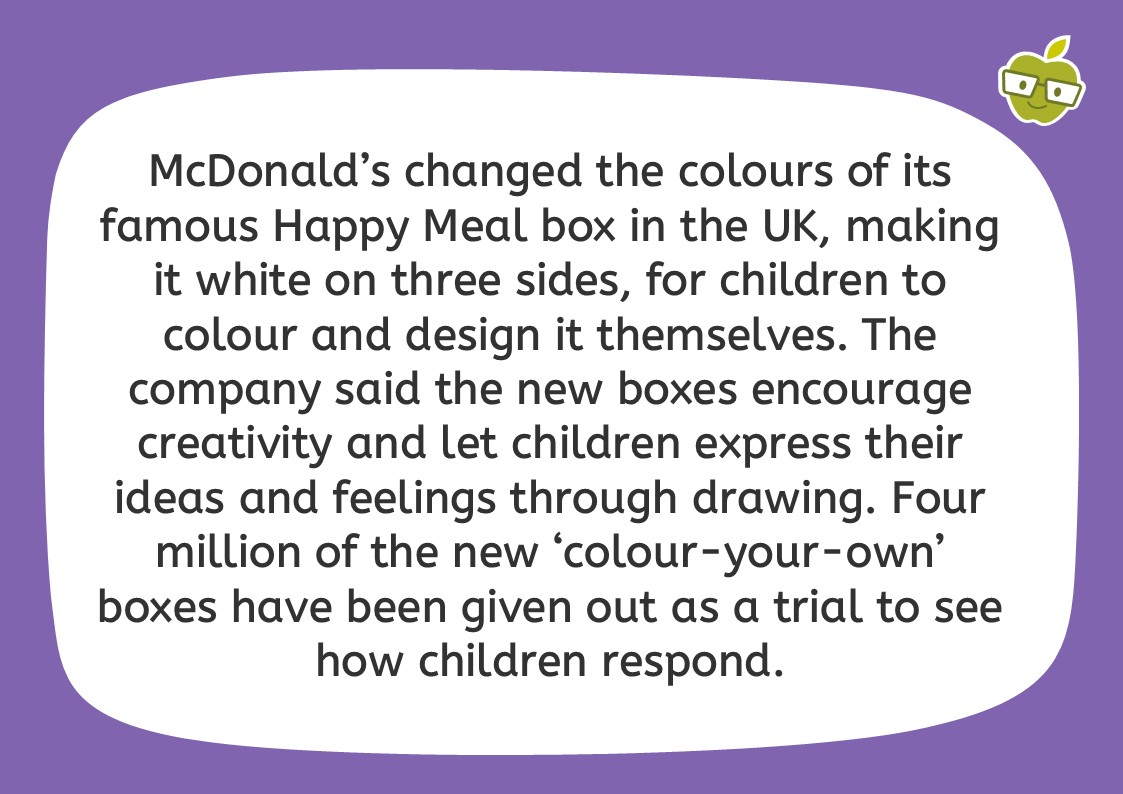 McDonald’s changed the colours of its
famous Happy Meal box in the UK, making
it white on three sides, for children to
colour and design it themselves. The
company said the new boxes encourage
creativity and let children express their
ideas and feelings through drawing. Four
million of the new ‘colour-your-own’
boxes have been given out as a trial to see
how children respond.